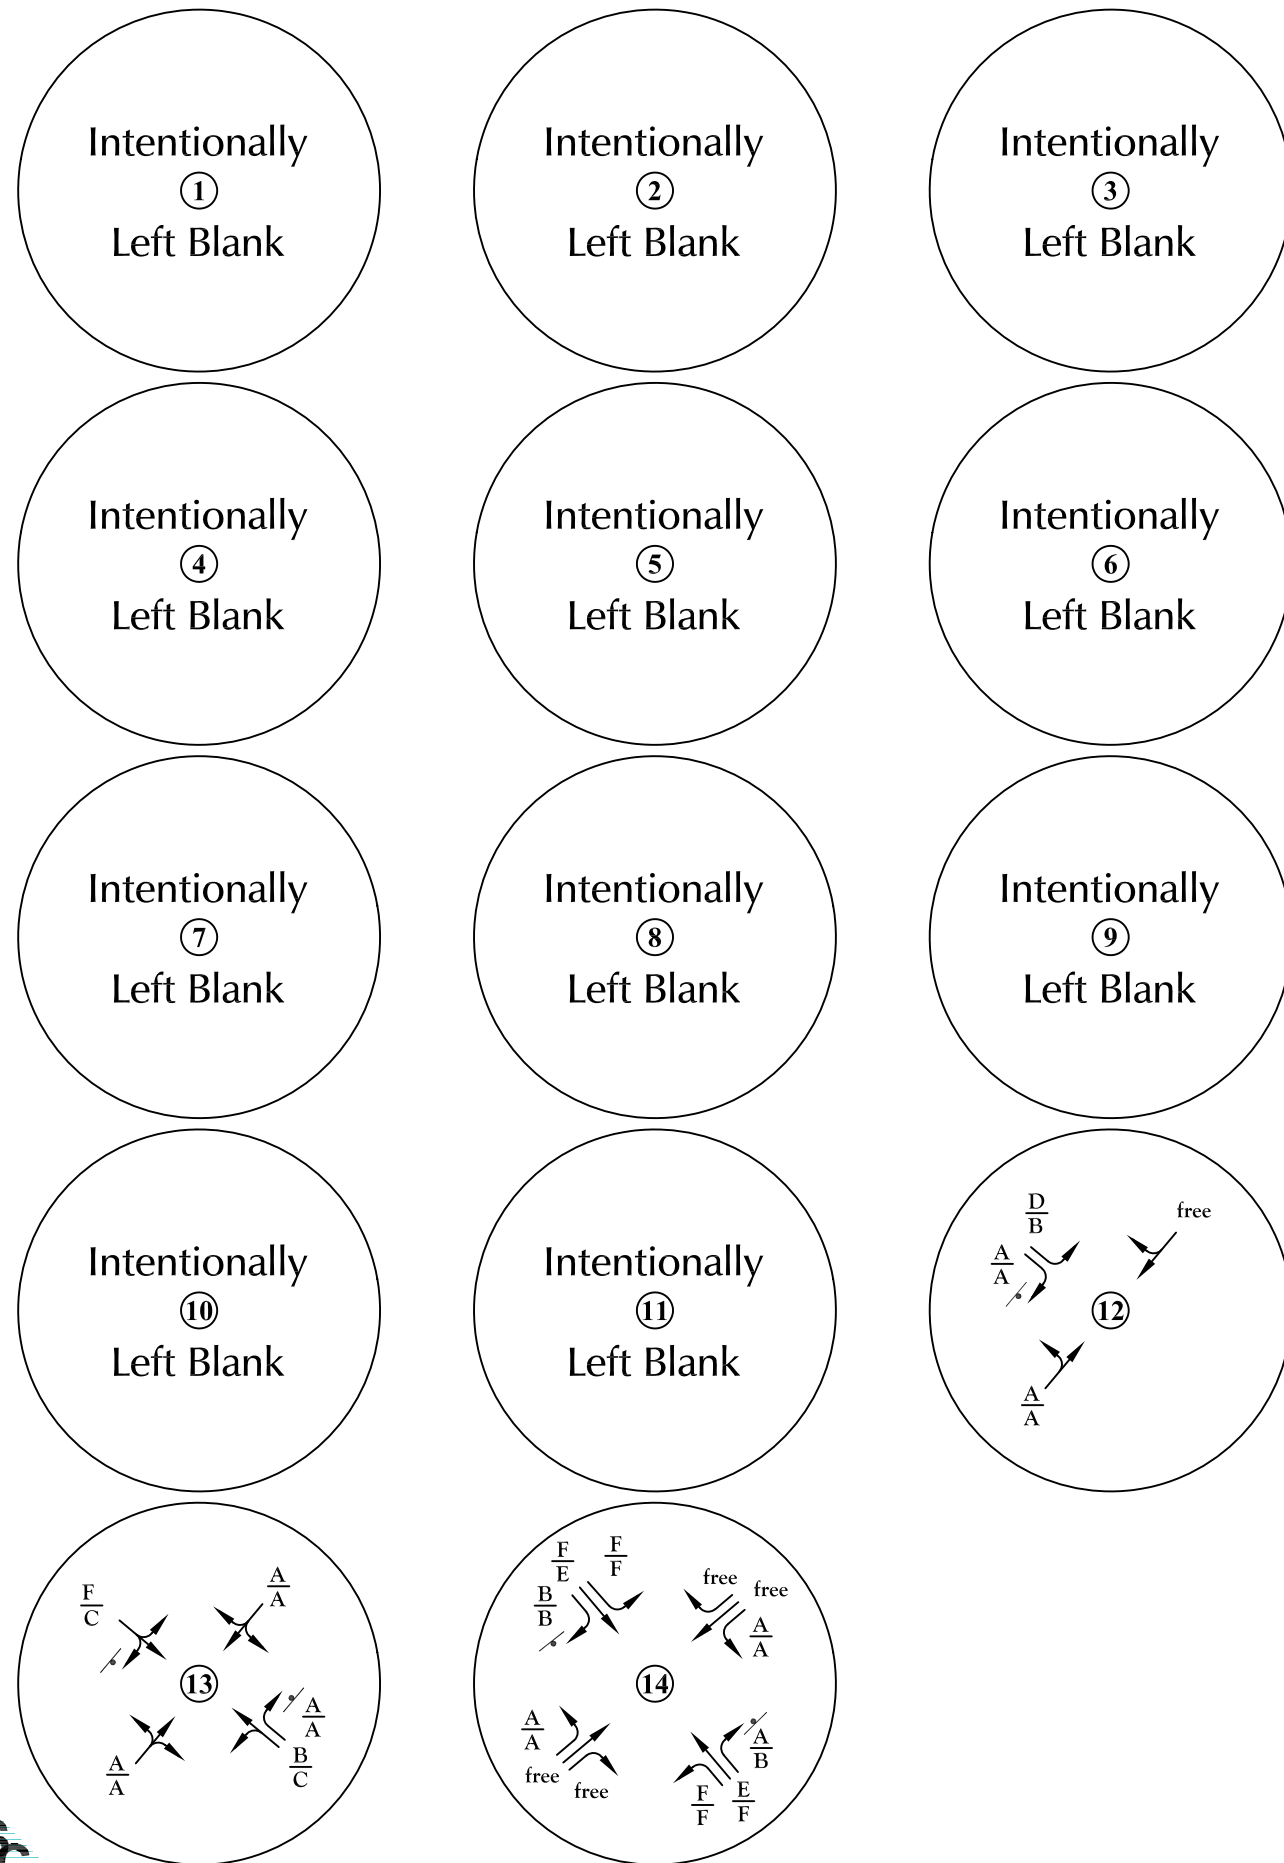 Intentionally
1
Left Blank
Intentionally
2
Left Blank
Intentionally
3
Left Blank
Intentionally
4
Left Blank
Intentionally
5
Left Blank
Intentionally
6
Left Blank
Intentionally
7
Left Blank
Intentionally
8
Left Blank
Intentionally
9
Left Blank
Intentionally
10
Left Blank
Intentionally
11
Left Blank
D
B
free
A
A
12
A
A
F
C
A
A
13
A
A
B
C
A
A
F
E
F
F
B
B
free
free
A
A
14
A
A
free
free
A
B
E
F
F
F